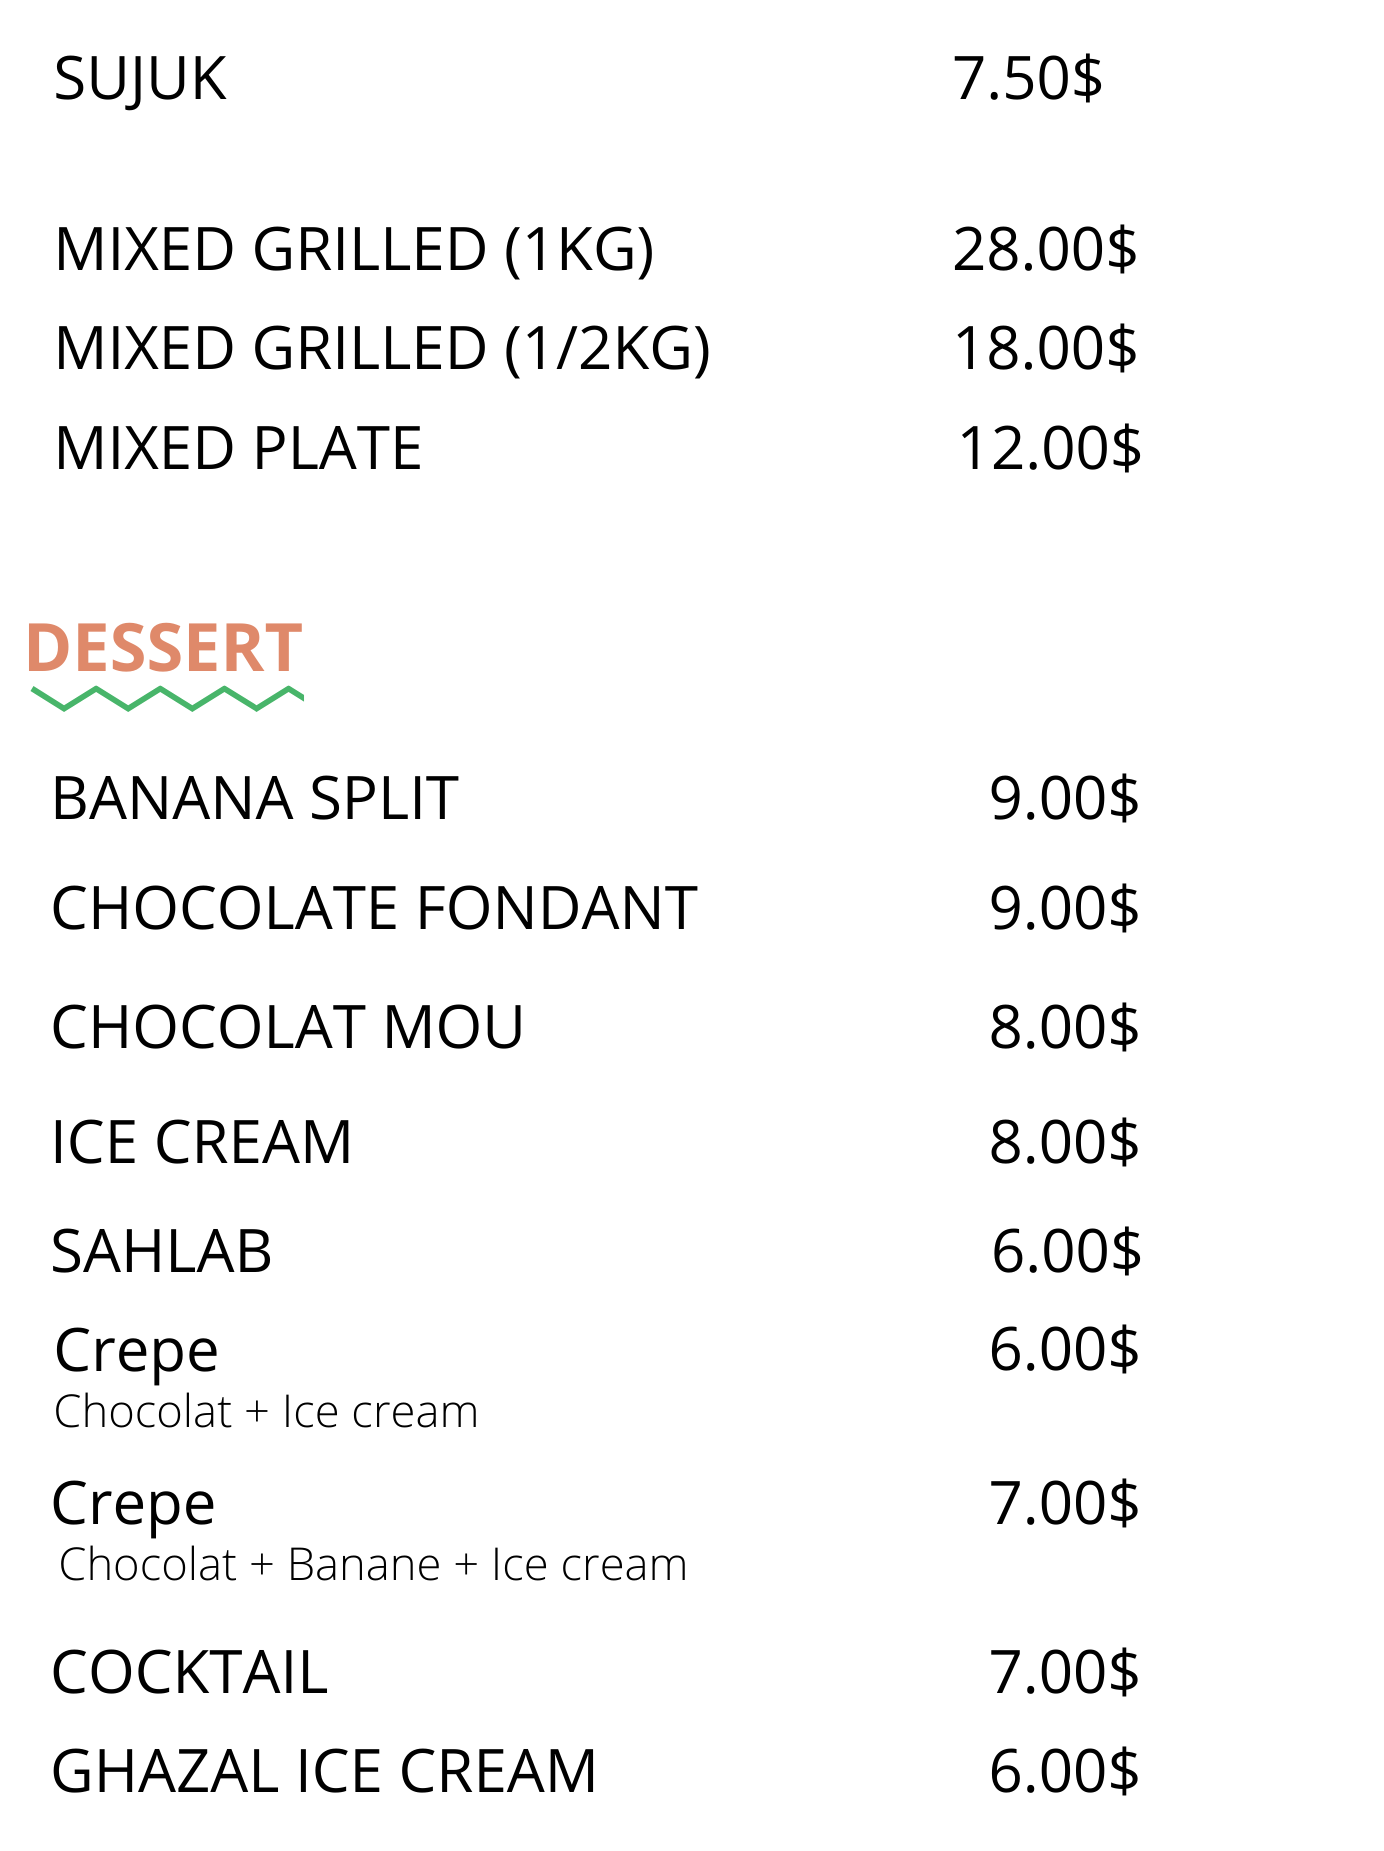 SUJUK 7.50$
MIXED GRILLED (1KG) 28.00$
MIXED GRILLED (1/2KG) 18.00$
MIXED PLATE 12.00$
DESSERT
BANANA SPLIT 9.00$
CHOCOLATE FONDANT 9.00$
CHOCOLAT MOU 8.00$
ICE CREAM 8.00$
SAHLAB 6.00$
Crepe 6.00$
Chocolat + Ice cream
Crepe 7.00$
Chocolat + Banane + Ice cream
COCKTAIL 7.00$
GHAZAL ICE CREAM 6.00$